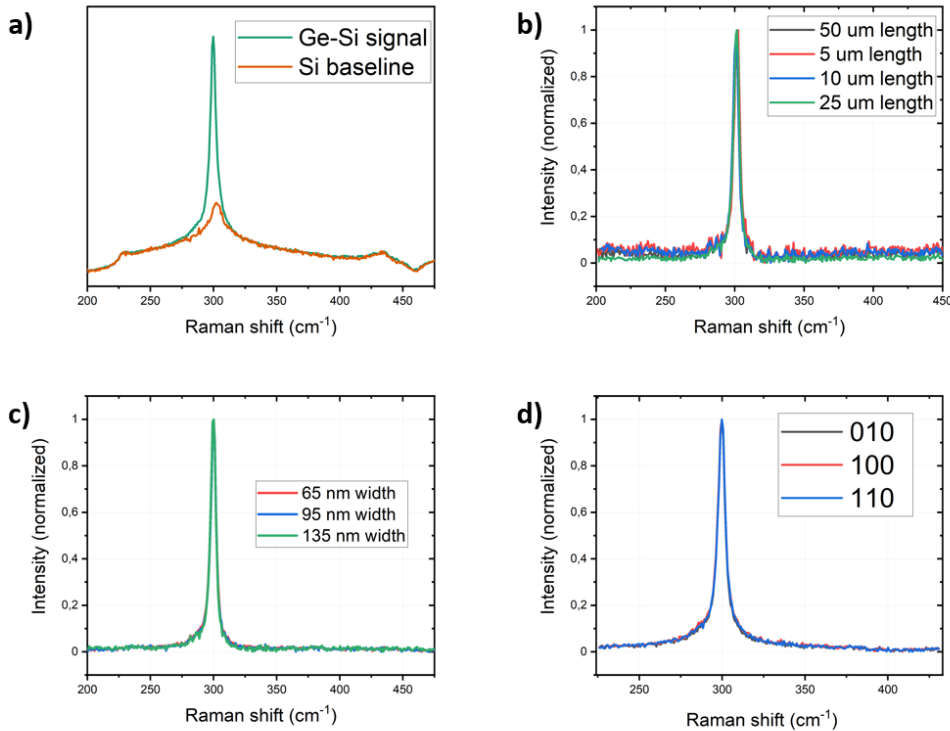 a)
Ge-Si signal
Si baseline
200
250
300
350
400
450
Raman shift (cm⁻¹)
b)
50 um length
5 um length
10 um length
25 um length
Intensity (normalized)
1
0,8
0,6
0,4
0,2
0
200
250
300
350
400
450
Raman shift (cm⁻¹)
c)
65 nm width
95 nm width
135 nm width
Intensity (normalized)
1
0,8
0,6
0,4
0,2
0
200
250
300
350
400
450
Raman shift (cm⁻¹)
d)
010
100
110
Intensity (normalized)
1
0,8
0,6
0,4
0,2
0
250
300
350
400
Raman shift (cm⁻¹)